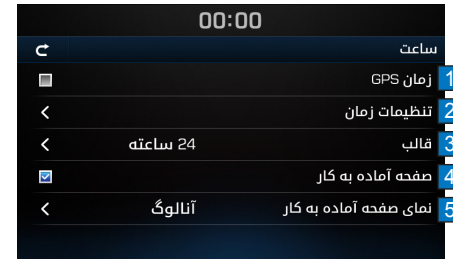 00:00
ساعت
زمان GPS 1
تنظیمات زمان 2
قالب 24 ساعته 3
صفحه آماده به کار 4
نمای صفحه آماده به کار آنالوگ 5